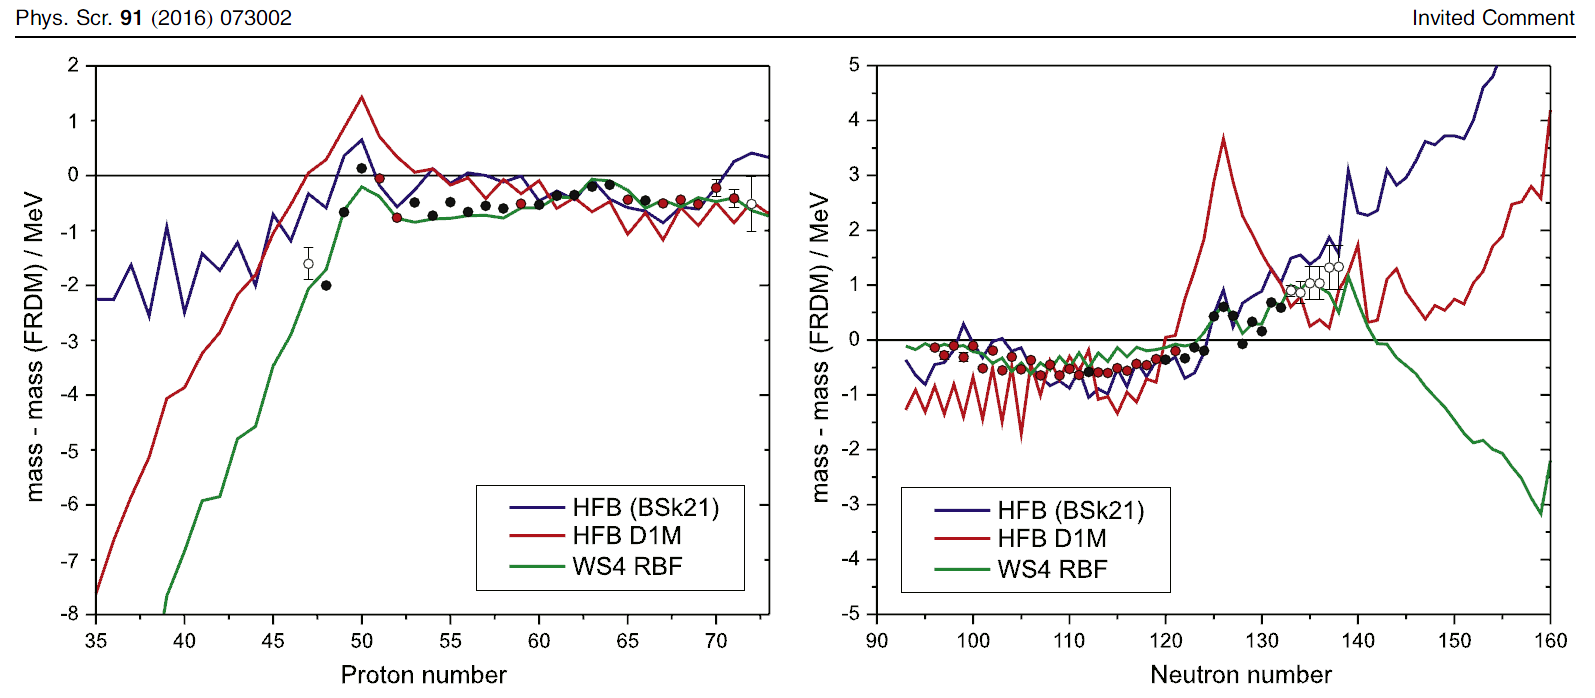 Phys. Scr. 91 (2016) 073002
Invited Comment
2
1
0
-1
-2
-3
-4
-5
-6
-7
-8
mass - mass (FRDM) / MeV
HFB (BSk21)
HFB D1M
WS4 RBF
35 40 45 50 55 60 65 70
Proton number
5
4
3
2
1
0
-1
-2
-3
-4
-5
mass - mass (FRDM) / MeV
HFB (BSk21)
HFB D1M
WS4 RBF
90 100 110 120 130 140 150 160
Neutron number